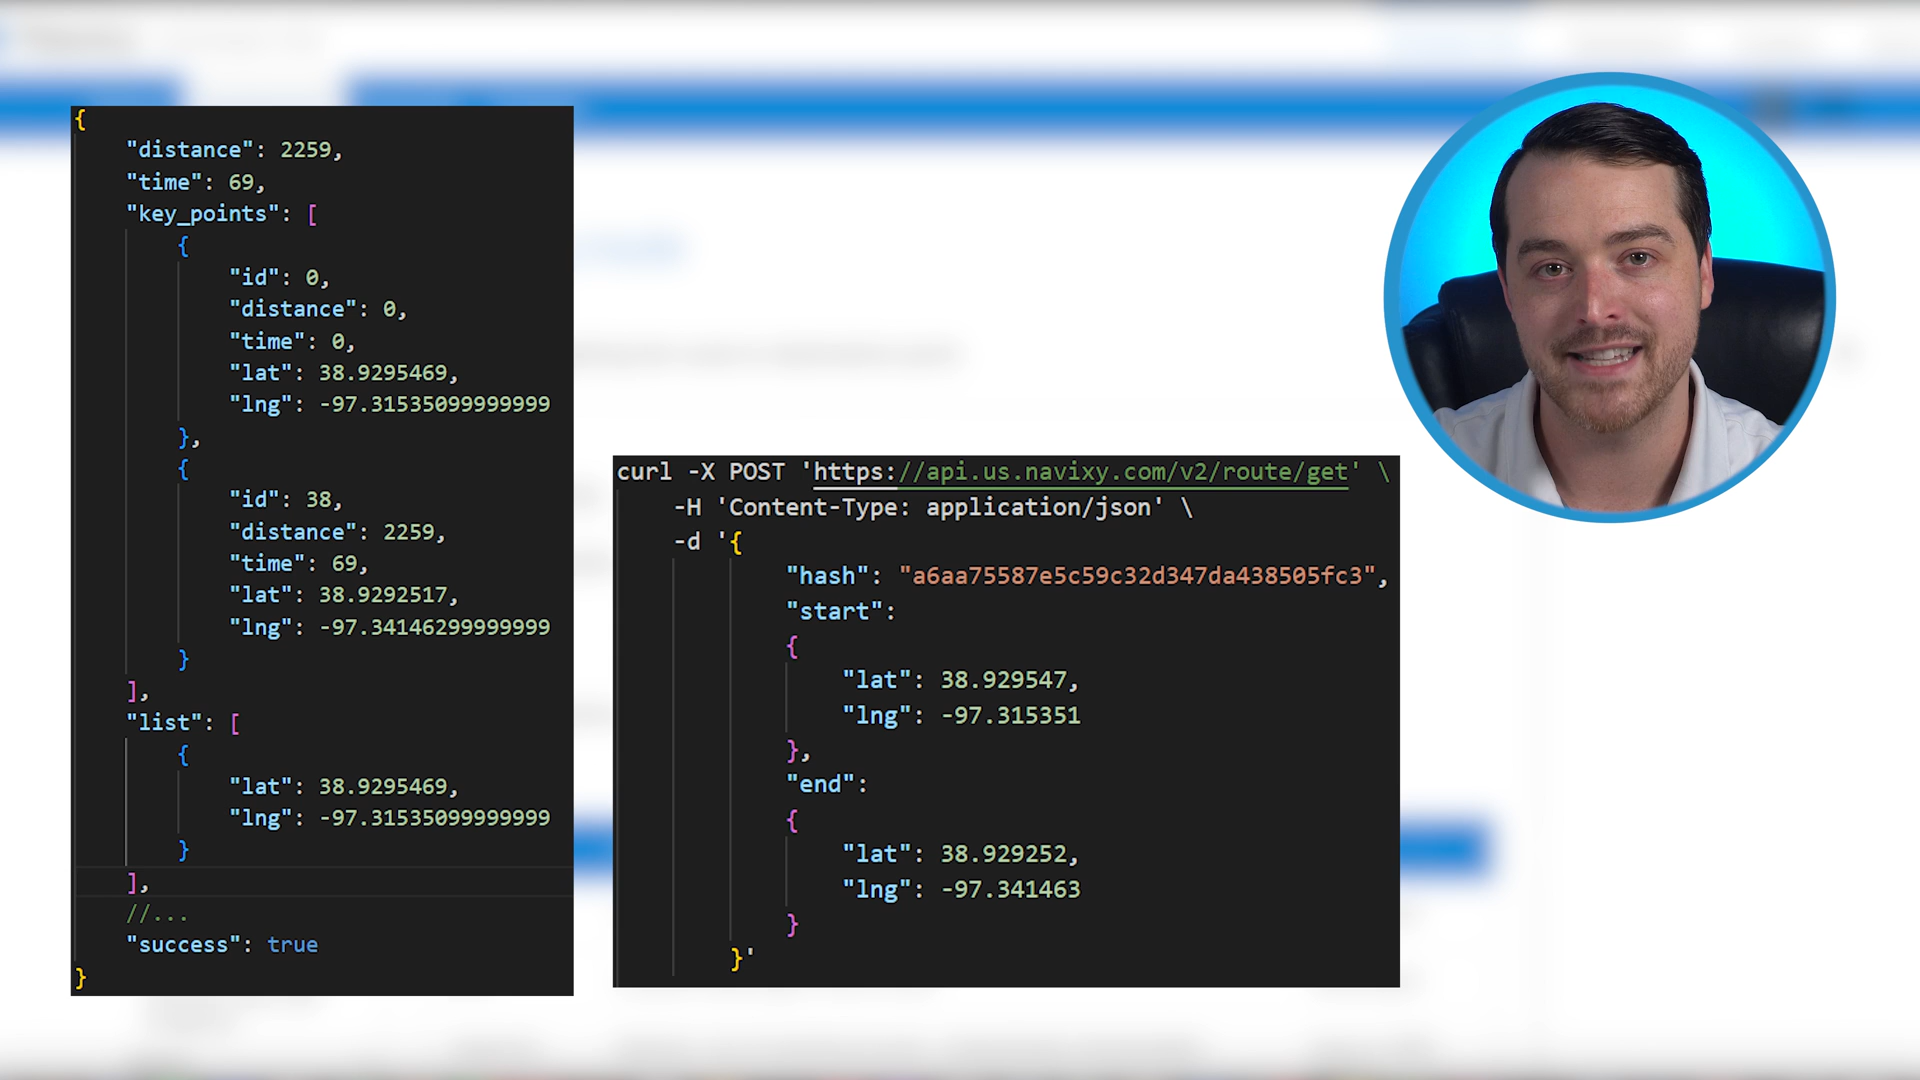 {
"distance": 2259,
"time": 69,
"key_points": [
{
"id": 0,
"distance": 0,
"time": 0,
"lat": 38.9295469,
"lng": -97.31535099999999
},
{
"id": 38,
"distance": 2259,
"time": 69,
"lat": 38.9292517,
"lng": -97.34146299999999
}
],
"list": [
{
"lat": 38.9295469,
"lng": -97.31535099999999
}
],
//...
"success": true
}
curl -X POST 'https://api.us.navixy.com/v2/route/get' \
-H 'Content-Type: application/json' \
-d '{
"hash": "a6aa75587e5c59c32d347da438505fc3",
"start":
{
"lat": 38.929547,
"lng": -97.315351
},
"end":
{
"lat": 38.929252,
"lng": -97.341463
}
}'